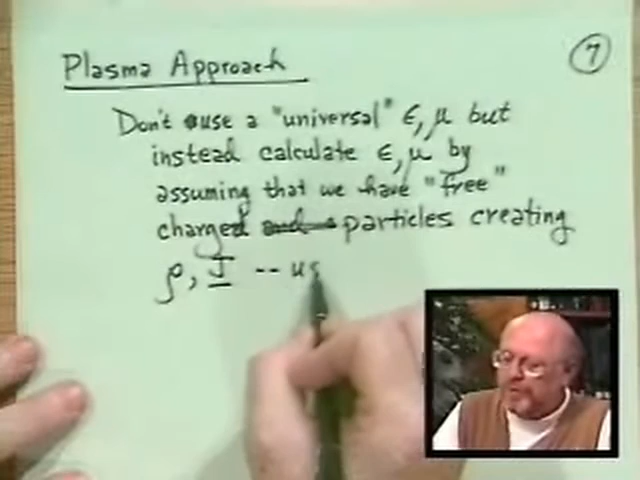 Plasma Approach
7
Don't use a "universal" ϵ, μ but
instead calculate ϵ, μ by
assuming that we have "free"
charged particles creating
ρ, J -- us